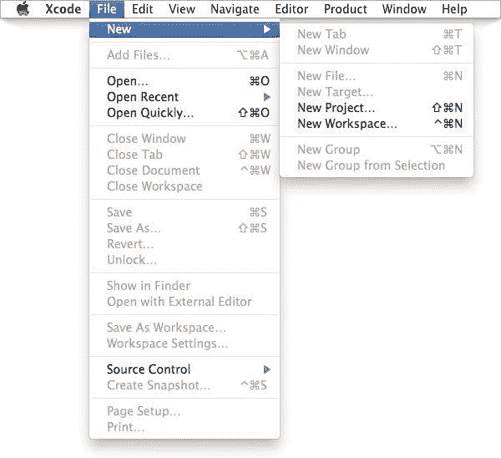 Xcode File Edit View Navigate Editor Product Window Help
New
Add Files... ⌥⌘A
Open... ⌘O
Open Recent
Open Quickly... ⇧⌘O
Close Window ⌘W
Close Tab ⇧⌘W
Close Document ^⌘W
Close Workspace
Save ⌘S
Save As... ⇧⌘S
Revert...
Unlock...
Show in Finder
Open with External Editor
Save As Workspace...
Workspace Settings...
Source Control
Create Snapshot... ^⌘S
Page Setup...
Print...
New Tab ⌘T
New Window ⇧⌘T
New File... ⌘N
New Target...
New Project... ⇧⌘N
New Workspace... ^⌘N
New Group ⌥⌘N
New Group from Selection